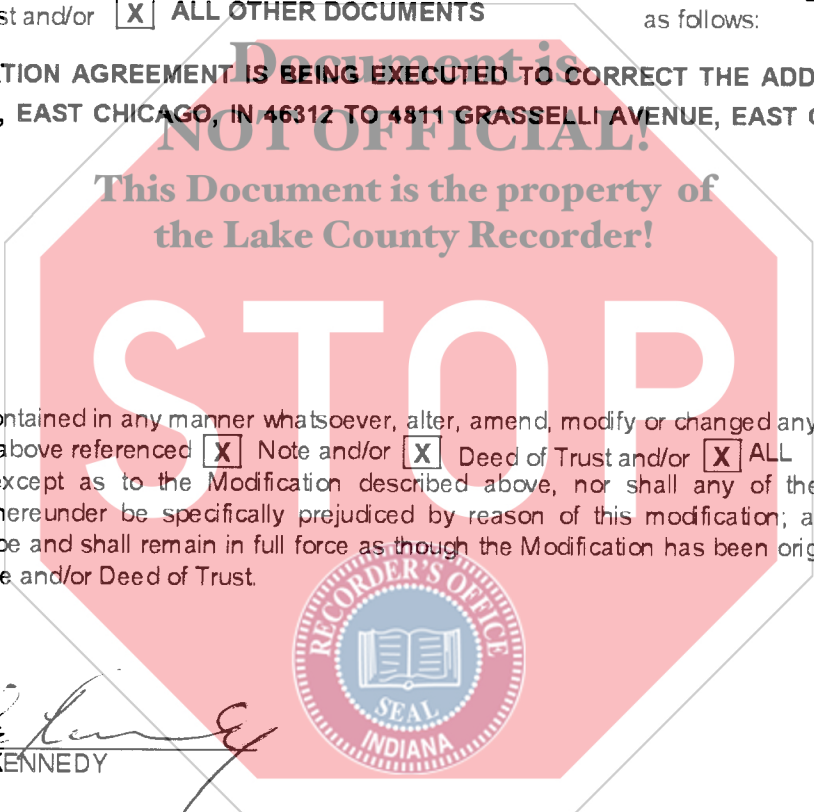 st and/or X ALL OTHER DOCUMENTS as follows:
Document is
TION AGREEMENT IS BEING EXECUTED TO CORRECT THE ADD
, EAST CHICAGO, IN 46312 TO 4811 GRASSELLI AVENUE, EAST
NOT OFFICIAL!
This Document is the property of
the Lake County Recorder!
STOP
ontained in any manner whatsoever, alter, amend, modify or changed any
above referenced X Note and/or X Deed of Trust and/or X ALL
except as to the Modification described above, nor shall any of the
hereunder be specifically prejudiced by reason of this modification; a
be and shall remain in full force as though the Modification has been orig
e and/or Deed of Trust.
RECORDER'S OFFICE
SEAL
INDIANA
KENNEDY